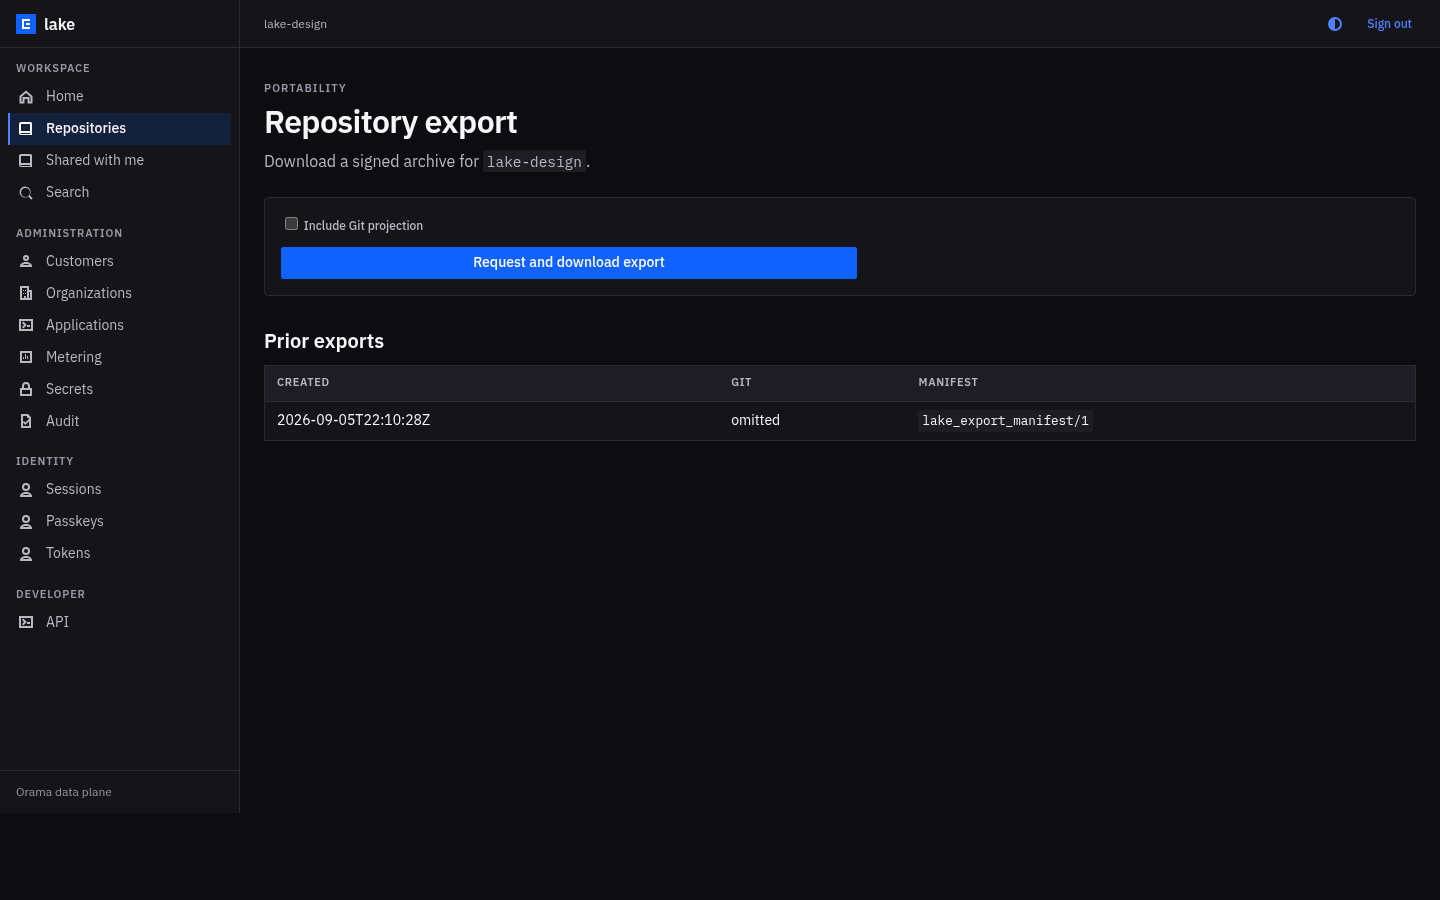 lake
lake-design
Sign out
WORKSPACE
Home
Repositories
Shared with me
Search
ADMINISTRATION
Customers
Organizations
Applications
Metering
Secrets
Audit
IDENTITY
Sessions
Passkeys
Tokens
DEVELOPER
API
Orama data plane
PORTABILITY
Repository export
Download a signed archive for lake-design.
Include Git projection
Request and download export
Prior exports
CREATED GIT MANIFEST
2026-09-05T22:10:28Z omitted lake_export_manifest/1